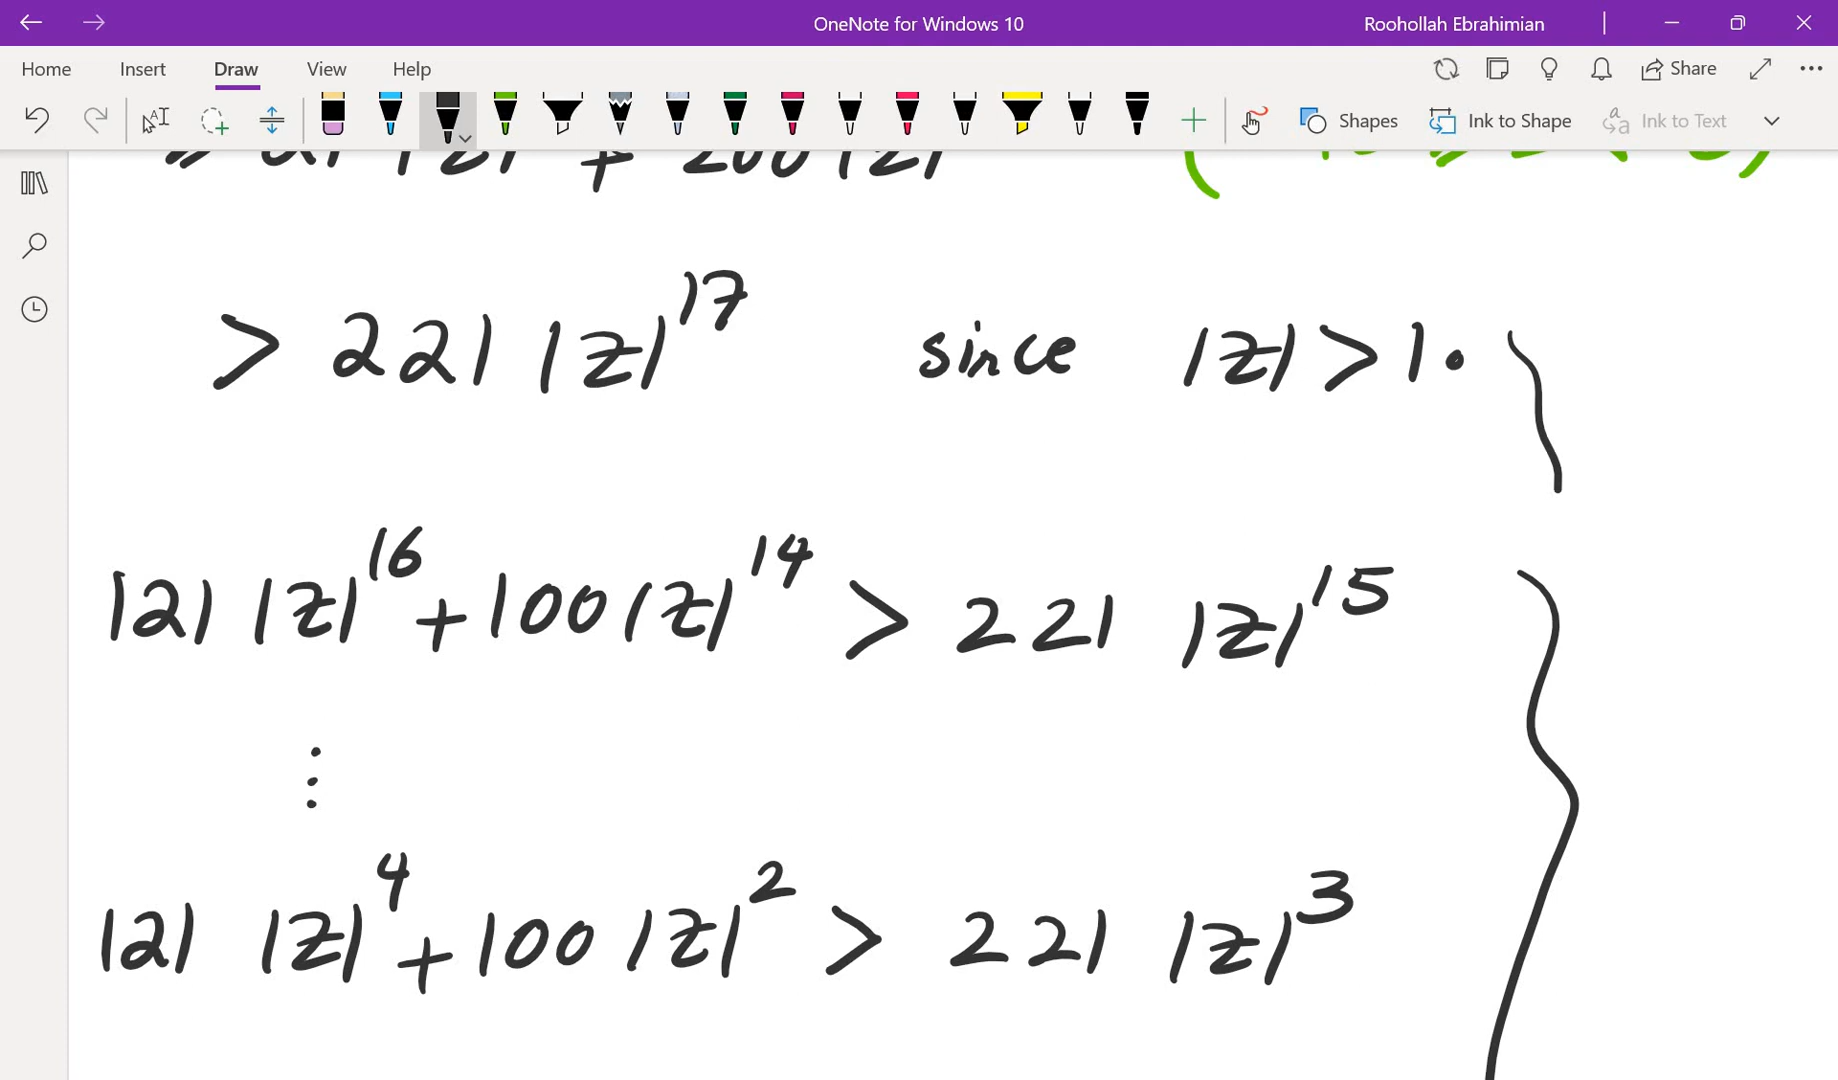 OneNote for Windows 10 Roohollah Ebrahimian
Home Insert Draw View Help Share
Shapes Ink to Shape Ink to Text
> 221 |z|^17 since |z| > 1.
121 |z|^16 + 100 |z|^14 > 221 |z|^15
⋮
121 |z|^4 + 100 |z|^2 > 221 |z|^3